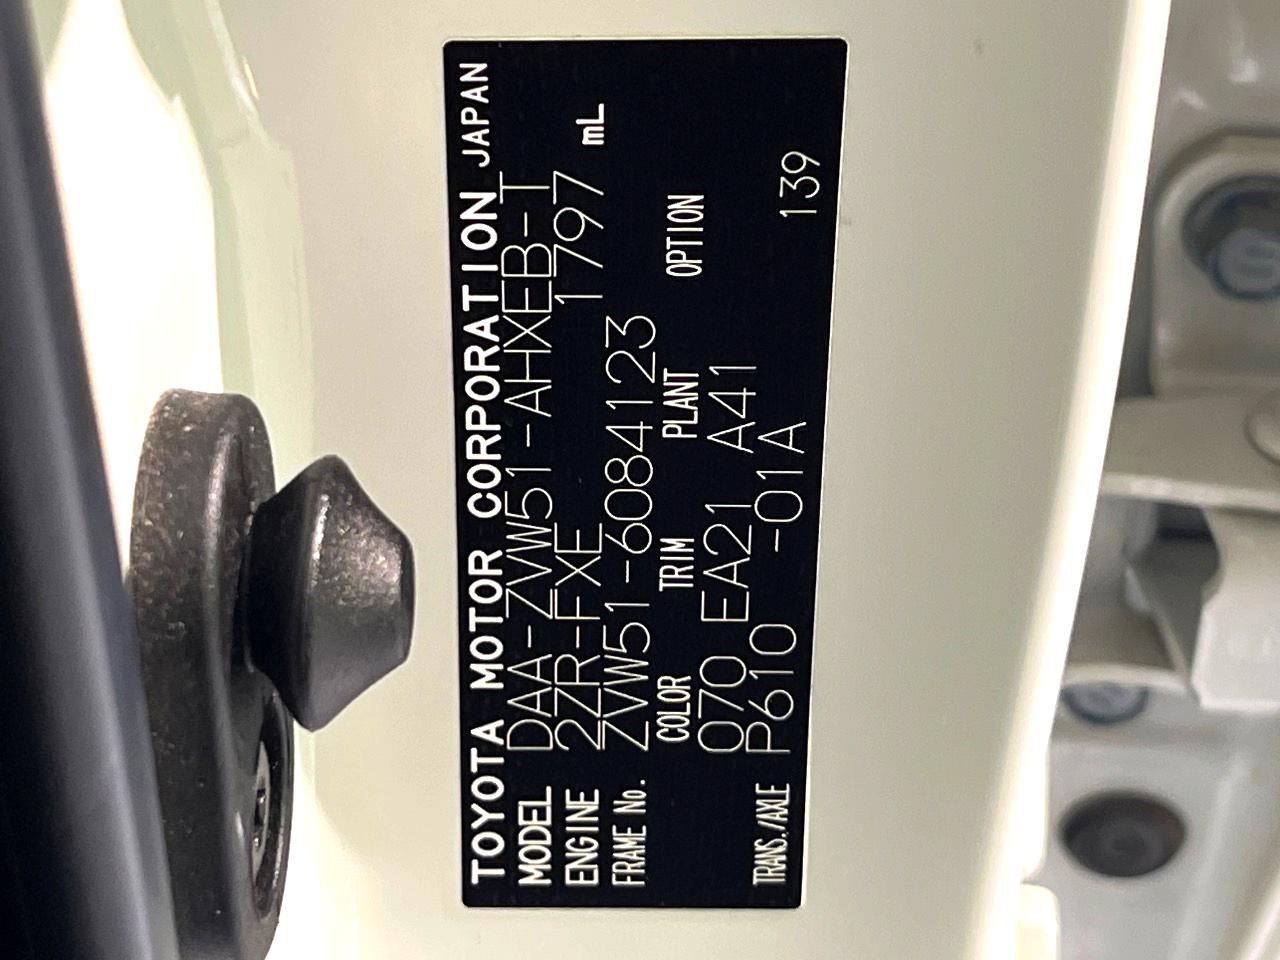 TOYOTA MOTOR CORPORATION JAPAN
MODEL DAA-ZVW51-AHXEB-T
ENGINE 2ZR-FXE 1797 mL
FRAME No. ZVW51-6084123
COLOR TRIM PLANT OPTION
070 EA21 A41
TRANS./AXLE P610 -01A 139